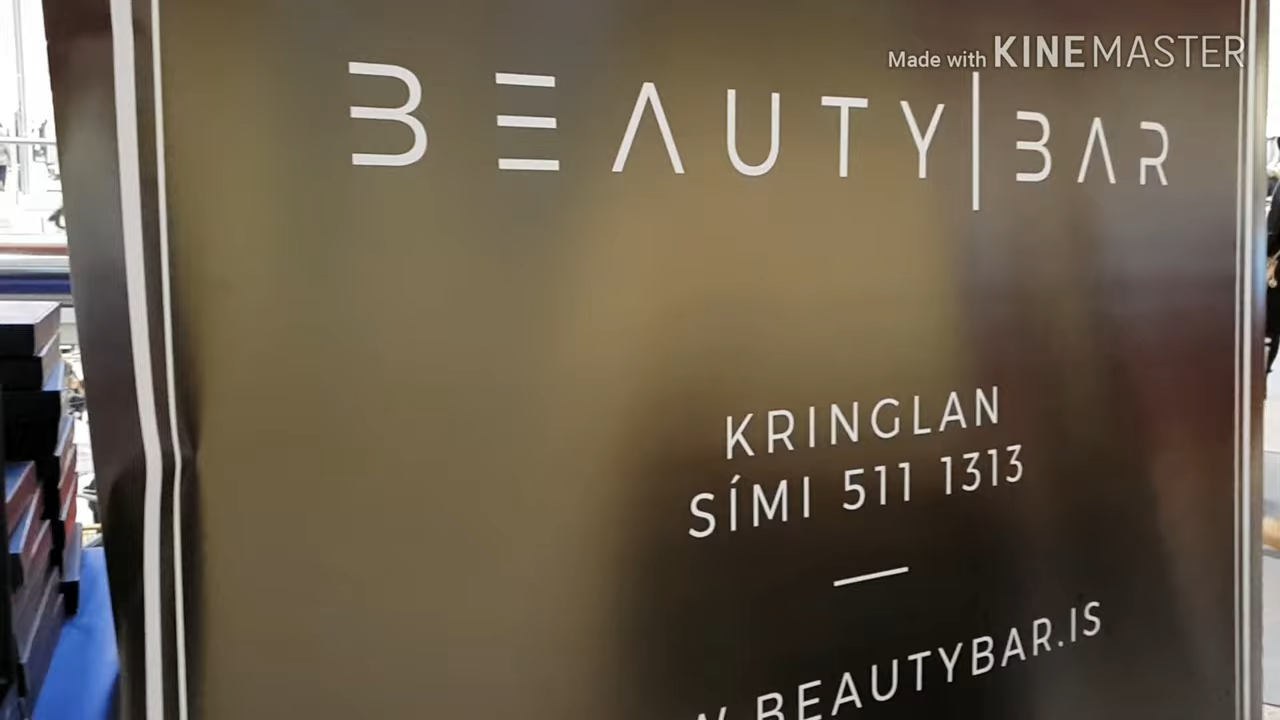 Made with KINEMASTER
BEAUTY|BAR
KRINGLAN
SÍMI 511 1313
BEAUTYBAR.IS